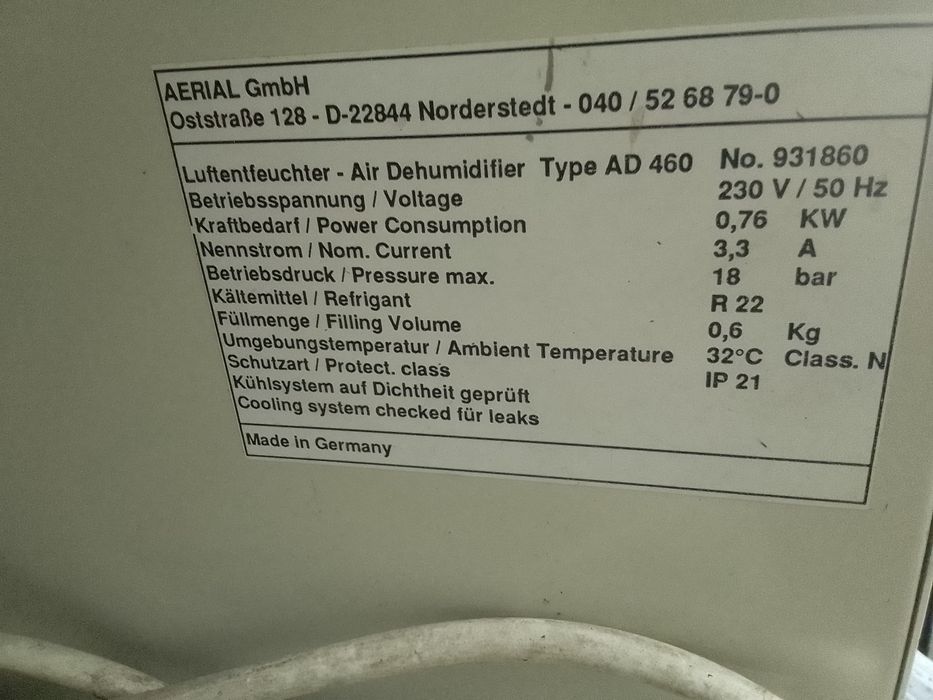 AERIAL GmbH
Oststraße 128 - D-22844 Norderstedt - 040 / 52 68 79-0
Luftentfeuchter - Air Dehumidifier Type AD 460 No. 931860
Betriebsspannung / Voltage 230 V / 50 Hz
Kraftbedarf / Power Consumption 0,76 KW
Nennstrom / Nom. Current 3,3 A
Betriebsdruck / Pressure max. 18 bar
Kältemittel / Refrigant R 22
Füllmenge / Filling Volume 0,6 Kg
Umgebungstemperatur / Ambient Temperature 32°C Class. N
Schutzart / Protect. class IP 21
Kühlsystem auf Dichtheit geprüft
Cooling system checked für leaks
Made in Germany